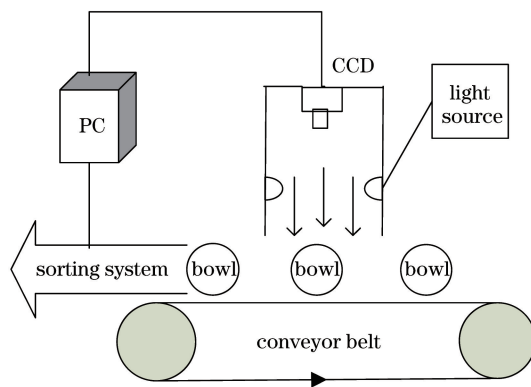 CCD
light
source
PC
sorting system
bowl
bowl
bowl
conveyor belt